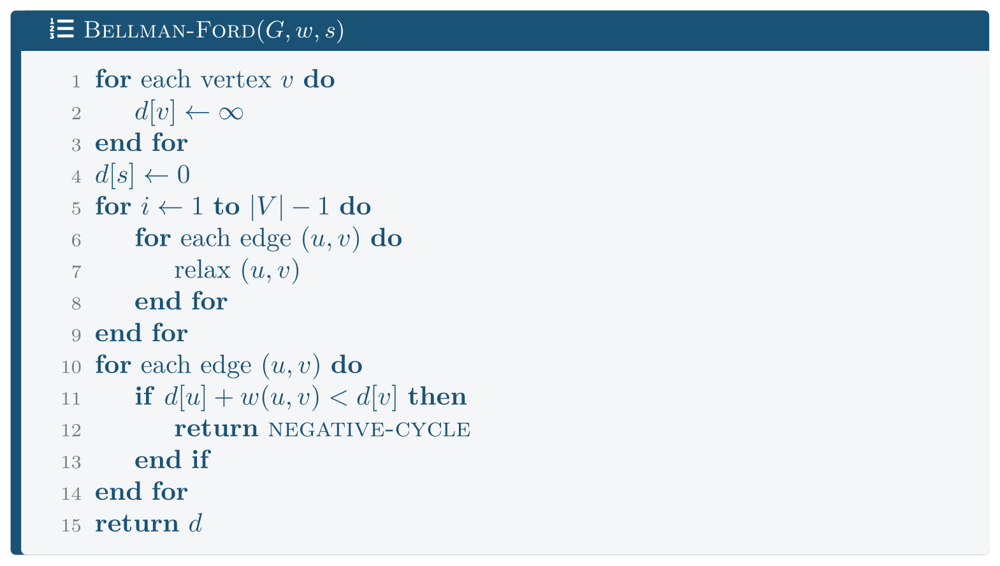 BELLMAN-FORD(G, w, s)
1 for each vertex v do
2 d[v] ← ∞
3 end for
4 d[s] ← 0
5 for i ← 1 to |V| − 1 do
6 for each edge (u, v) do
7 relax (u, v)
8 end for
9 end for
10 for each edge (u, v) do
11 if d[u] + w(u, v) < d[v] then
12 return NEGATIVE-CYCLE
13 end if
14 end for
15 return d